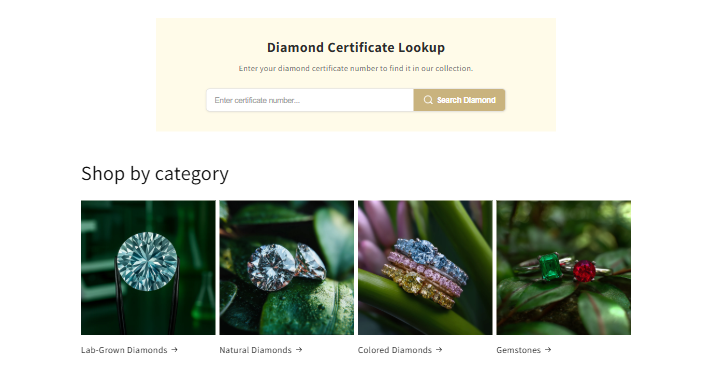 Diamond Certificate Lookup
Enter your diamond certificate number to find it in our collection.
Enter certificate number... Search Diamond
Shop by category
Lab-Grown Diamonds → Natural Diamonds → Colored Diamonds → Gemstones →